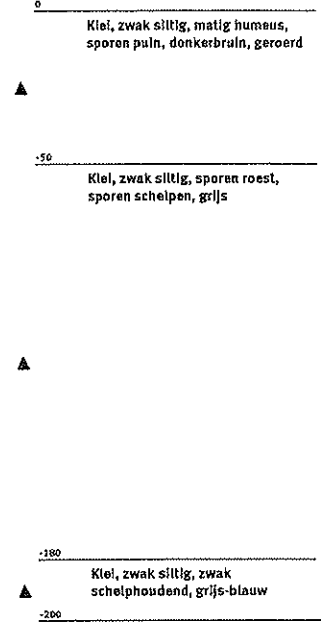 0
Klei, zwak siltig, matig humeus,
sporen puin, donkerbruin, geroerd
-50
Klei, zwak siltig, sporen roest,
sporen schelpen, grijs
-180
Klei, zwak siltig, zwak
schelphoudend, grijs-blauw
-200